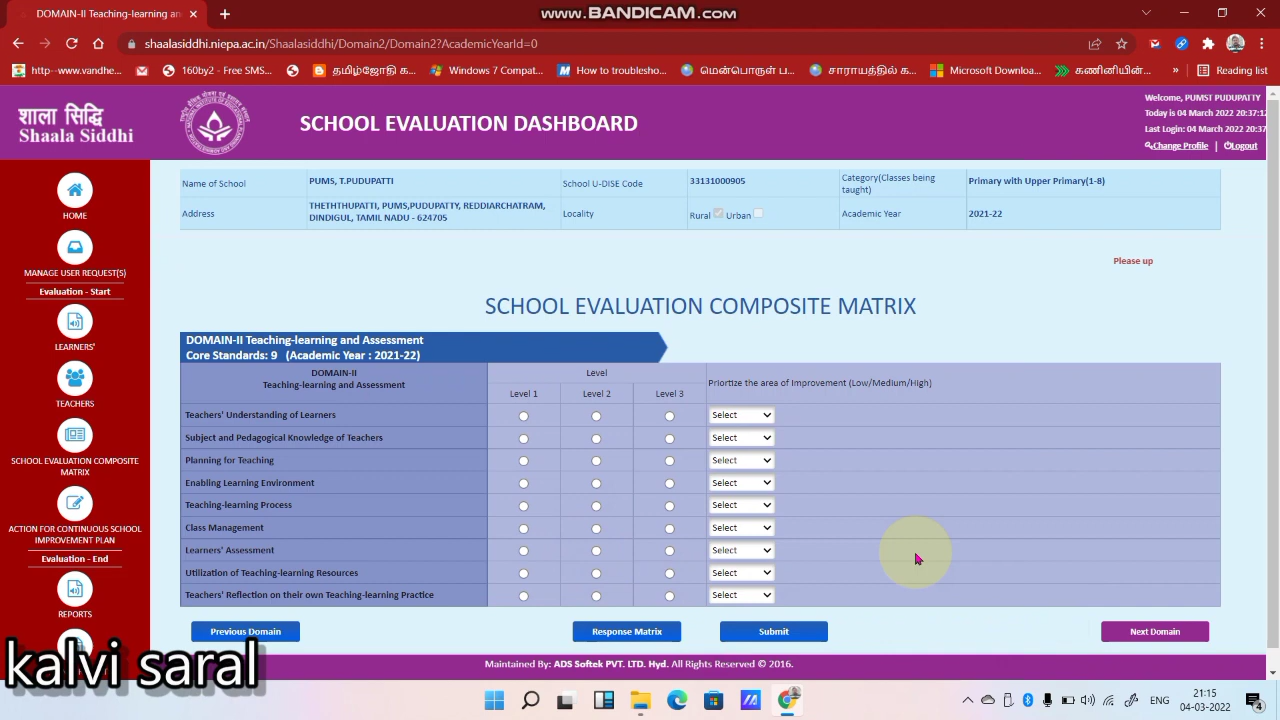 www.BANDICAM.com
DOMAIN-II Teaching-learning an
shaalasiddhi.niepa.ac.in/Shaalasiddhi/Domain2/Domain2?AcademicYearId=0
http--www.vandhe...
160by2 - Free SMS...
தமிழ்ஜோதி க...
Windows 7 Compat...
How to troublesho...
மென்பொருள் ப...
சாராயத்தில் க...
Microsoft Downloa...
கணினியின்...
»
Reading list
शाला सिद्धि
Shaala Siddhi
SCHOOL EVALUATION DASHBOARD
Welcome, PUMST PUDUPATTY
Today is 04 March 2022 20:37:1
Last Login: 04 March 2022 20:37
Change Profile | Logout
HOME
MANAGE USER REQUEST(S)
Evaluation - Start
LEARNERS'
TEACHERS
SCHOOL EVALUATION COMPOSITE MATRIX
ACTION FOR CONTINUOUS SCHOOL IMPROVEMENT PLAN
Evaluation - End
REPORTS
Name of School PUMS, T.PUDUPATTI School U-DISE Code 33131000905 Category(Classes being taught) Primary with Upper Primary(1-8)
Address THETHTHUPATTI, PUMS,PUDUPATTY, REDDIARCHATRAM, DINDIGUL, TAMIL NADU - 624705 Locality Rural Urban Academic Year 2021-22
Please up
SCHOOL EVALUATION COMPOSITE MATRIX
DOMAIN-II Teaching-learning and Assessment
Core Standards: 9 (Academic Year : 2021-22)
DOMAIN-II
Teaching-learning and Assessment
Level
Level 1 Level 2 Level 3
Prioritize the area of Improvement (Low/Medium/High)
Teachers' Understanding of Learners Select
Subject and Pedagogical Knowledge of Teachers Select
Planning for Teaching Select
Enabling Learning Environment Select
Teaching-learning Process Select
Class Management Select
Learners' Assessment Select
Utilization of Teaching-learning Resources Select
Teachers' Reflection on their own Teaching-learning Practice Select
Previous Domain Response Matrix Submit Next Domain
Maintained By: ADS Softek PVT. LTD. Hyd. All Rights Reserved © 2016.
kalvi saral
ENG 21:15
04-03-2022
4